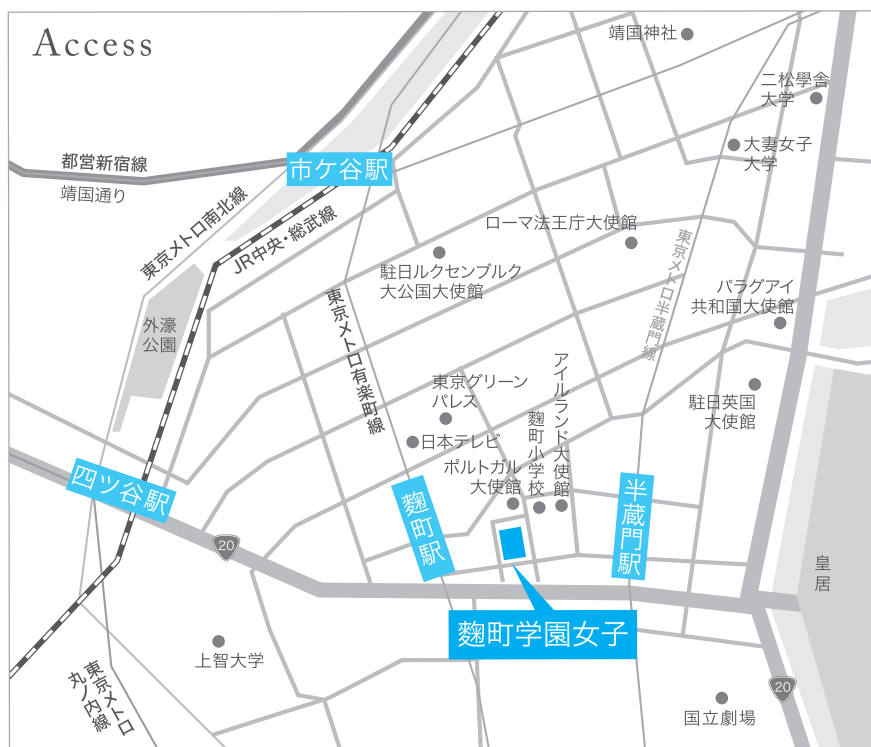 Access
靖国神社
二松學舎
大学
大妻女子
大学
都営新宿線
靖国通り
市ケ谷駅
東京メトロ南北線
JR中央・総武線
ローマ法王庁大使館
東京メトロ半蔵門線
駐日ルクセンブルク
大公国大使館
パラグアイ
共和国大使館
外濠
公園
東京メトロ有楽町線
東京グリーン
パレス
アイルランド大使館
麴町小学校
駐日英国
大使館
日本テレビ
ポルトガル
大使館
四ツ谷駅
麴町駅
半蔵門駅
20
皇居
麴町学園女子
上智大学
東京メトロ
丸ノ内線
20
国立劇場